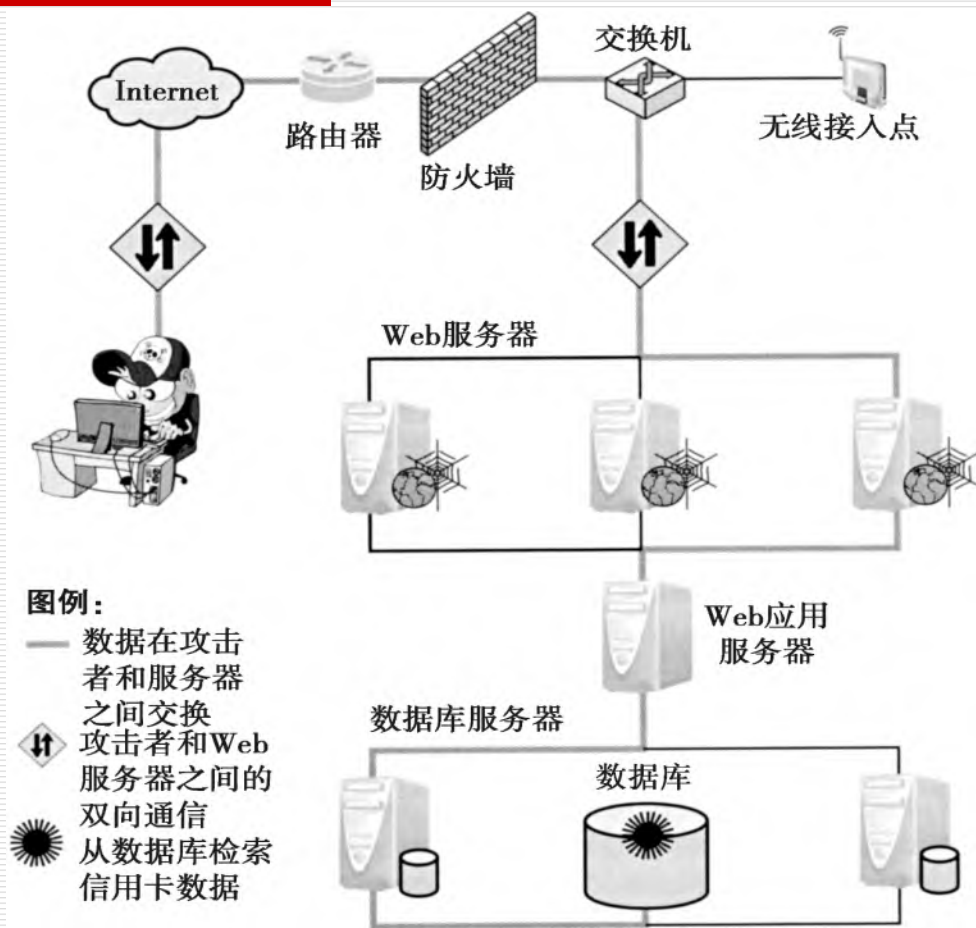 交换机
Internet
路由器
无线接入点
防火墙
Web服务器
图例：
数据在攻击
者和服务器
之间交换
攻击者和Web
服务器之间的
双向通信
从数据库检索
信用卡数据
Web应用
服务器
数据库服务器
数据库